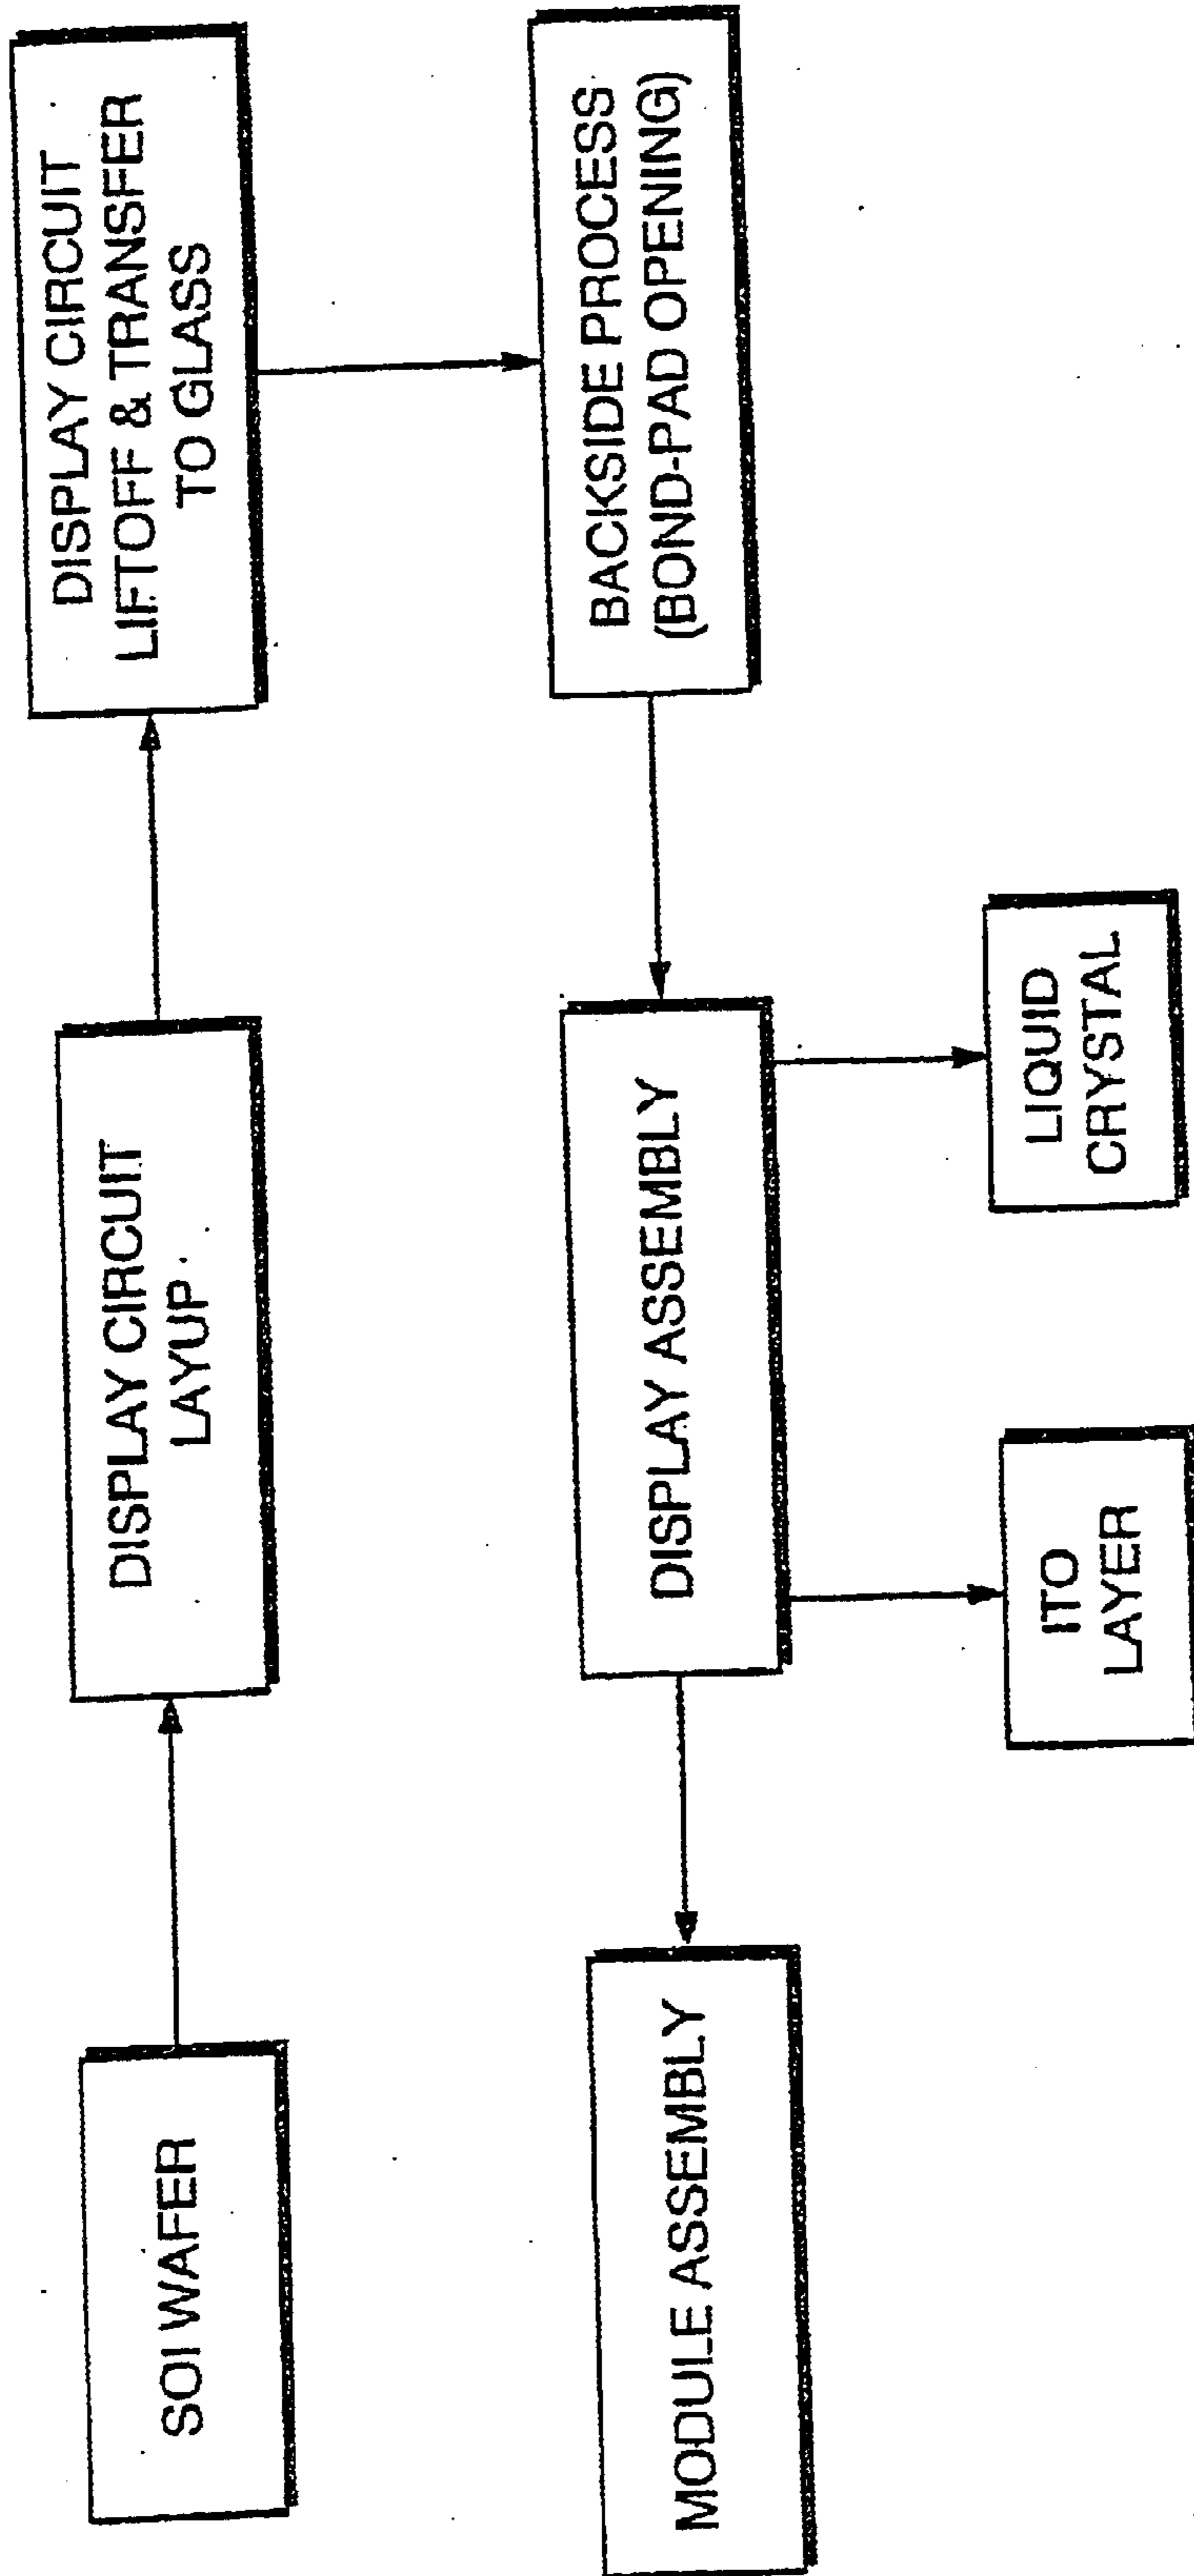 SOI WAFER
DISPLAY CIRCUIT
LAYUP
DISPLAY CIRCUIT
LIFTOFF & TRANSFER
TO GLASS
BACKSIDE PROCESS
(BOND-PAD OPENING)
DISPLAY ASSEMBLY
MODULE ASSEMBLY
ITO
LAYER
LIQUID
CRYSTAL